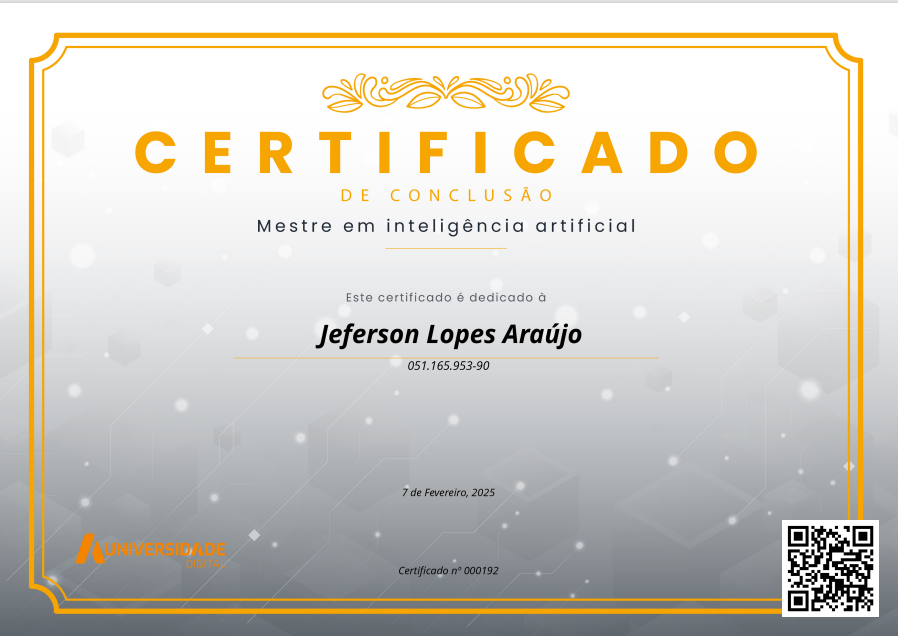 CERTIFICADO
DE CONCLUSÃO
Mestre em inteligência artificial
Este certificado é dedicado à
Jeferson Lopes Araújo
051.165.953-90
7 de Fevereiro, 2025
UNIVERSIDADE
DIGITAL
Certificado nº 000192